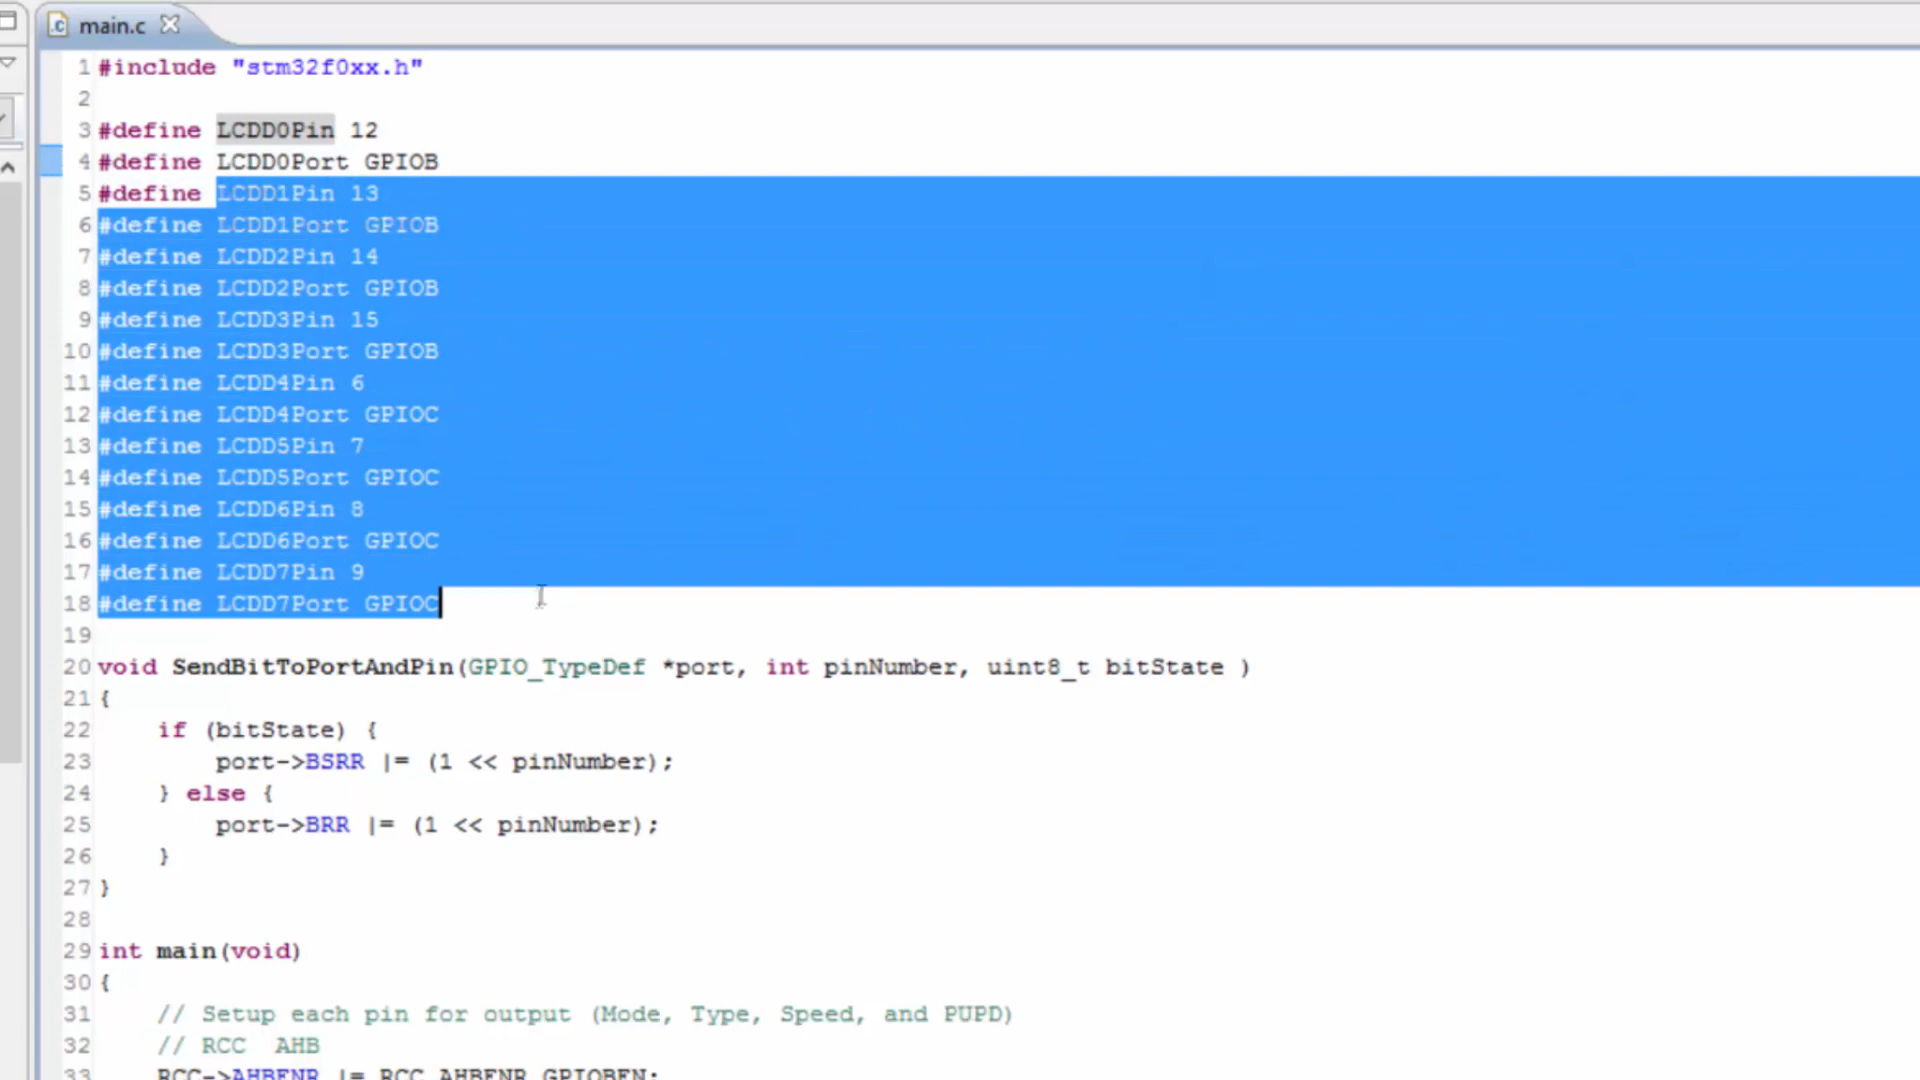 main.c
1 #include "stm32f0xx.h"
2
3 #define LCDD0Pin 12
4 #define LCDD0Port GPIOB
5 #define LCDD1Pin 13
6 #define LCDD1Port GPIOB
7 #define LCDD2Pin 14
8 #define LCDD2Port GPIOB
9 #define LCDD3Pin 15
10 #define LCDD3Port GPIOB
11 #define LCDD4Pin 6
12 #define LCDD4Port GPIOC
13 #define LCDD5Pin 7
14 #define LCDD5Port GPIOC
15 #define LCDD6Pin 8
16 #define LCDD6Port GPIOC
17 #define LCDD7Pin 9
18 #define LCDD7Port GPIOC
19
20 void SendBitToPortAndPin(GPIO_TypeDef *port, int pinNumber, uint8_t bitState )
21 {
22 if (bitState) {
23 port->BSRR |= (1 << pinNumber);
24 } else {
25 port->BRR |= (1 << pinNumber);
26 }
27 }
28
29 int main(void)
30 {
31 // Setup each pin for output (Mode, Type, Speed, and PUPD)
32 // RCC AHB
33 RCC->AHBENR |= RCC_AHBENR_GPIOBEN;